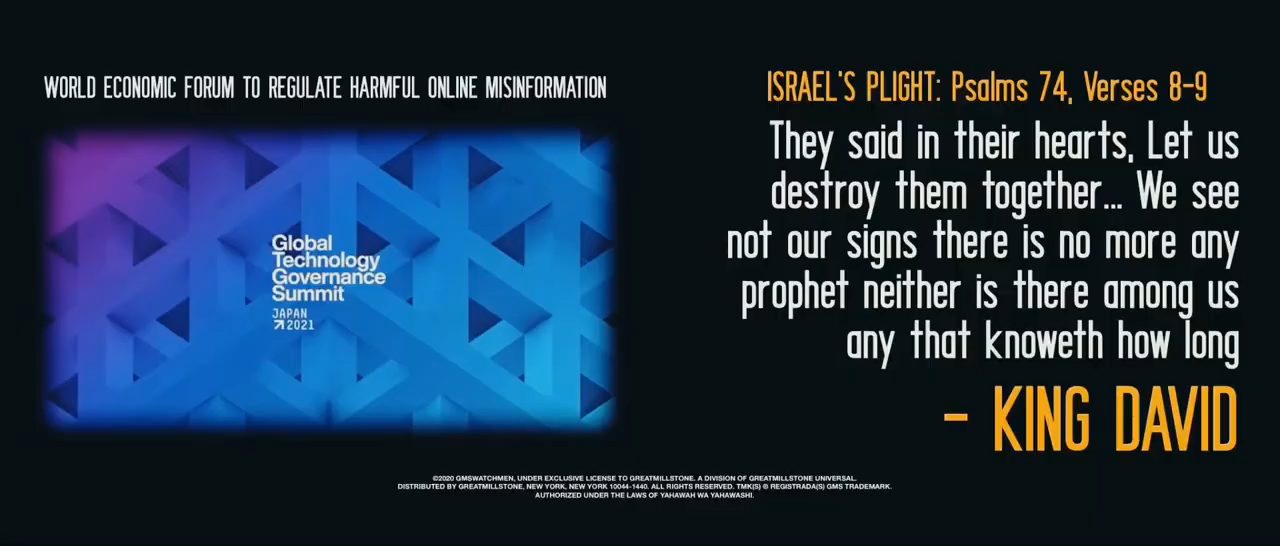 WORLD ECONOMIC FORUM TO REGULATE HARMFUL ONLINE MISINFORMATION
Global
Technology
Governance
Summit
JAPAN
↗2021
ISRAEL'S PLIGHT: Psalms 74, Verses 8-9
They said in their hearts, Let us
destroy them together... We see
not our signs there is no more any
prophet neither is there among us
any that knoweth how long
- KING DAVID
©2020 GMSWATCHMEN, UNDER EXCLUSIVE LICENSE TO GREATMILLSTONE. A DIVISION OF GREATMILLSTONE UNIVERSAL.
DISTRIBUTED BY GREATMILLSTONE, NEW YORK, NEW YORK 10044-1440. ALL RIGHTS RESERVED. TMK(S) ® REGISTRADA(S) GMS TRADEMARK.
AUTHORIZED UNDER THE LAWS OF YAHAWAH WA YAHAWASHI.